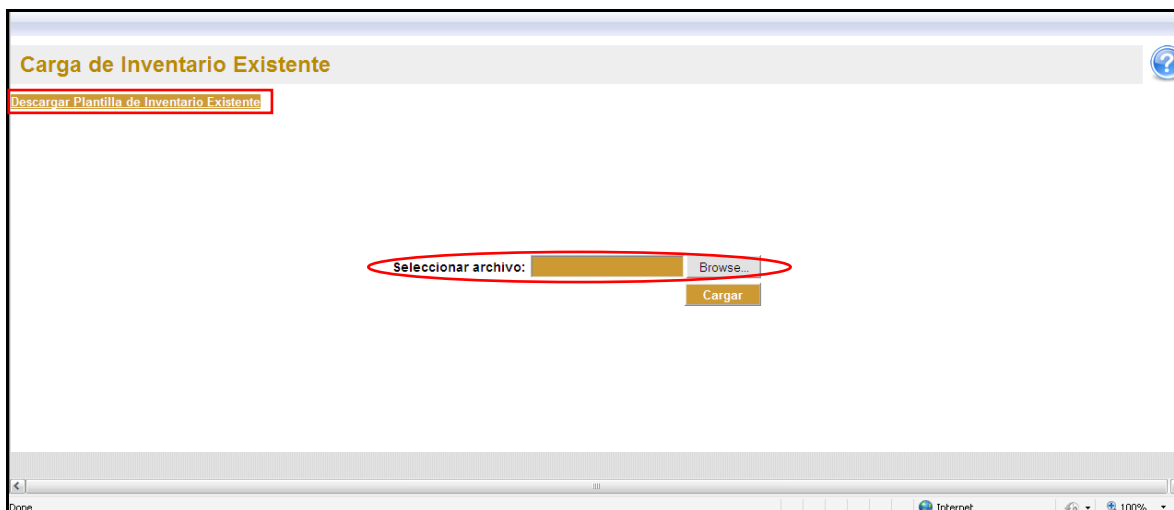 Carga de Inventario Existente
?
Descargar Plantilla de Inventario Existente
Seleccionar archivo: Browse...
Cargar
Done Internet 100%